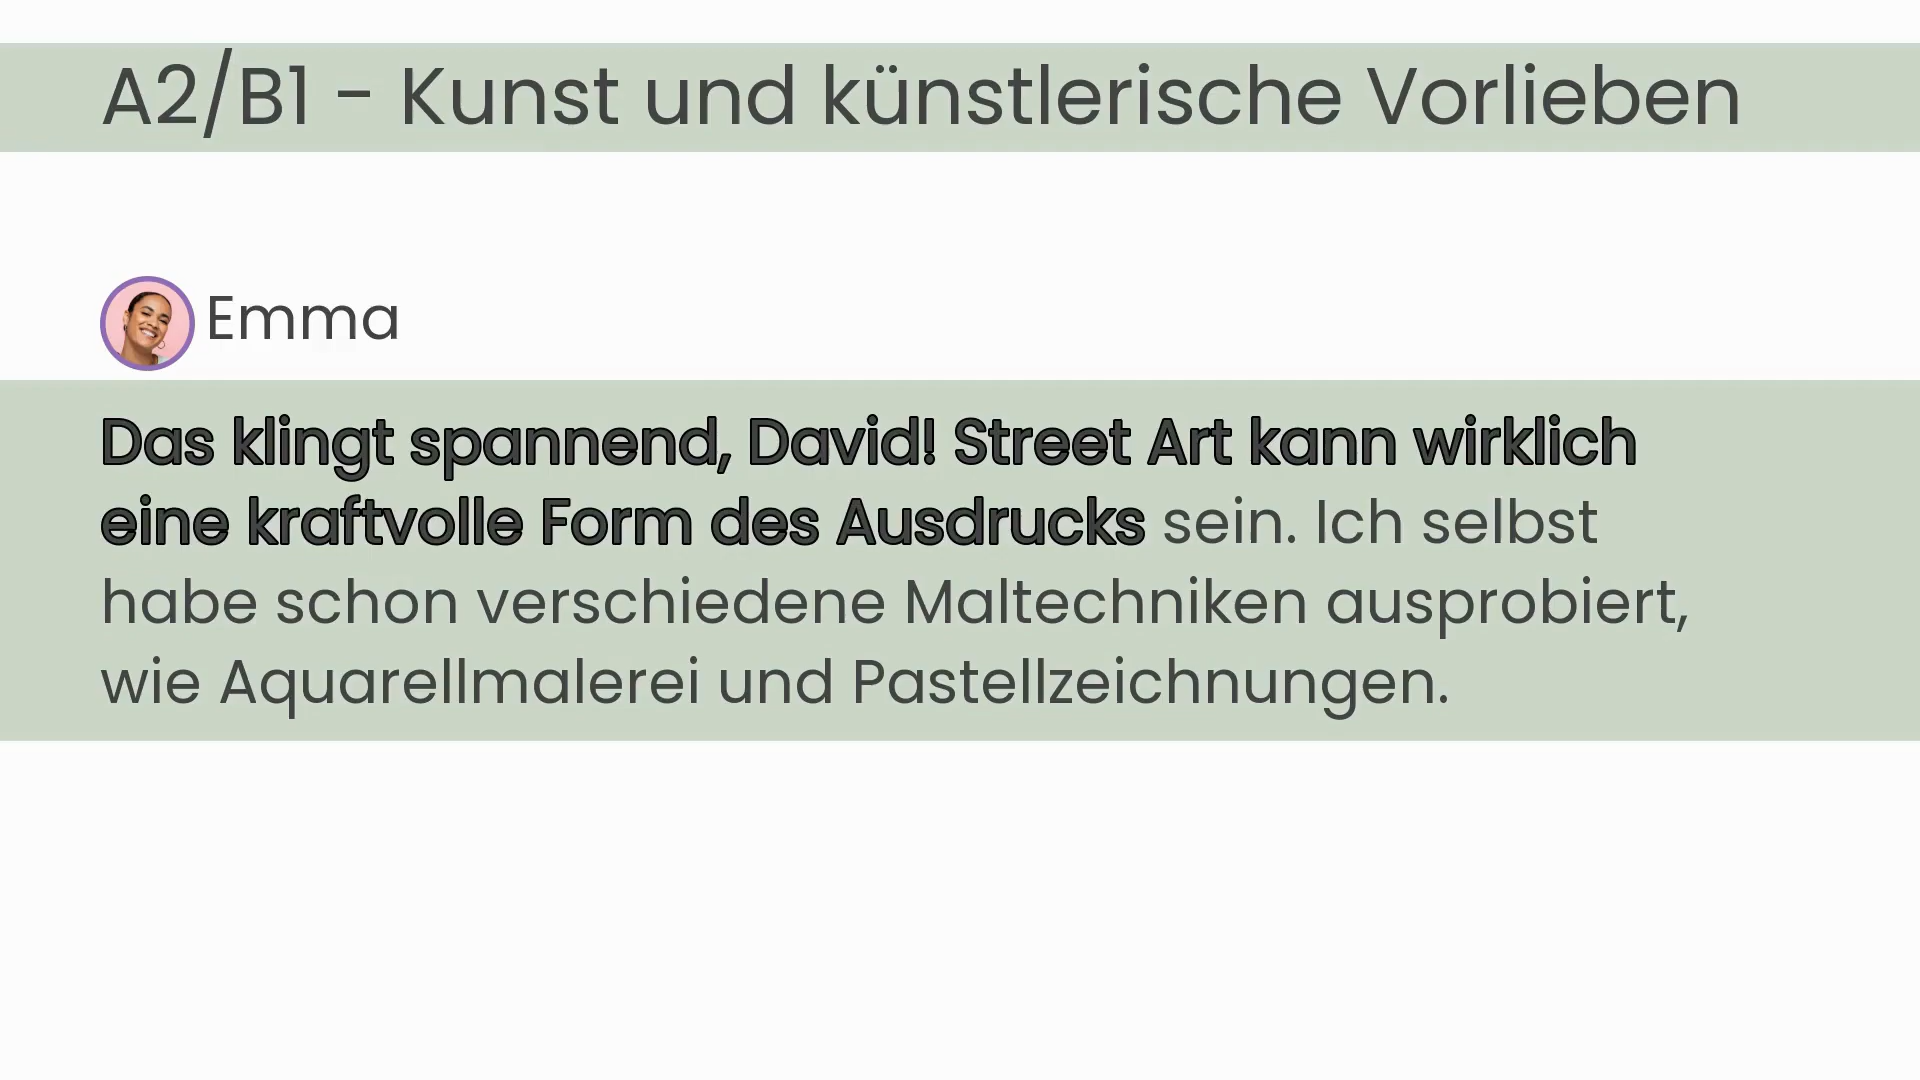 A2/B1 - Kunst und künstlerische Vorlieben
Emma
Das klingt spannend, David! Street Art kann wirklich
eine kraftvolle Form des Ausdrucks sein. Ich selbst
habe schon verschiedene Maltechniken ausprobiert,
wie Aquarellmalerei und Pastellzeichnungen.